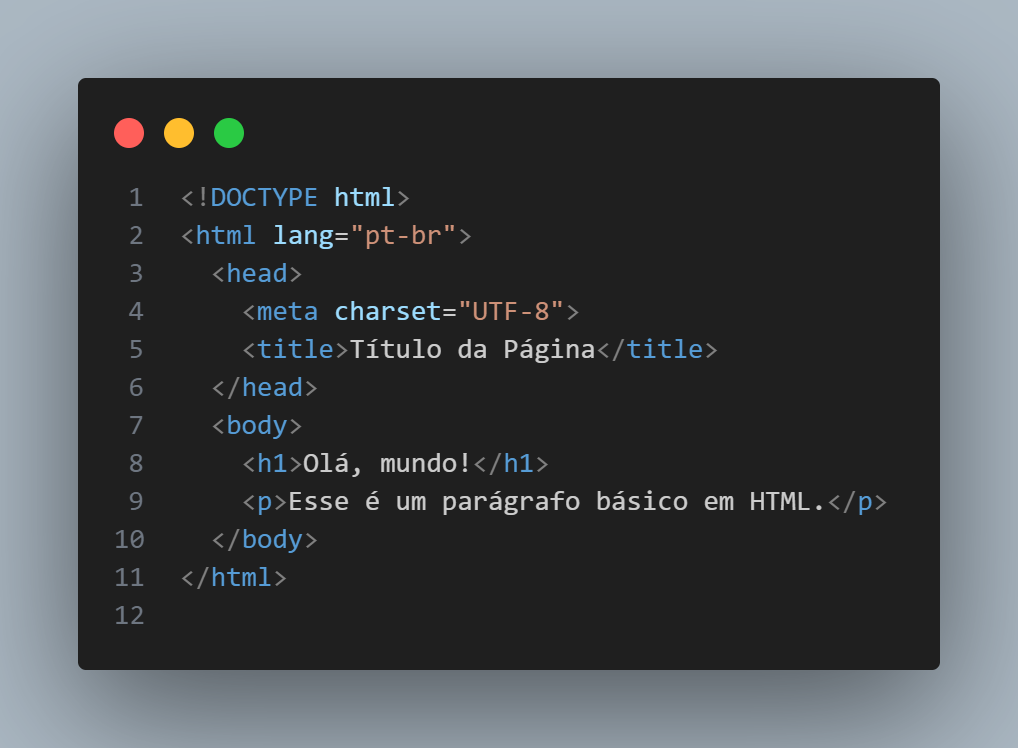 1 <!DOCTYPE html>
2 <html lang="pt-br">
3   <head>
4     <meta charset="UTF-8">
5     <title>Título da Página</title>
6   </head>
7   <body>
8     <h1>Olá, mundo!</h1>
9     <p>Esse é um parágrafo básico em HTML.</p>
10   </body>
11 </html>
12